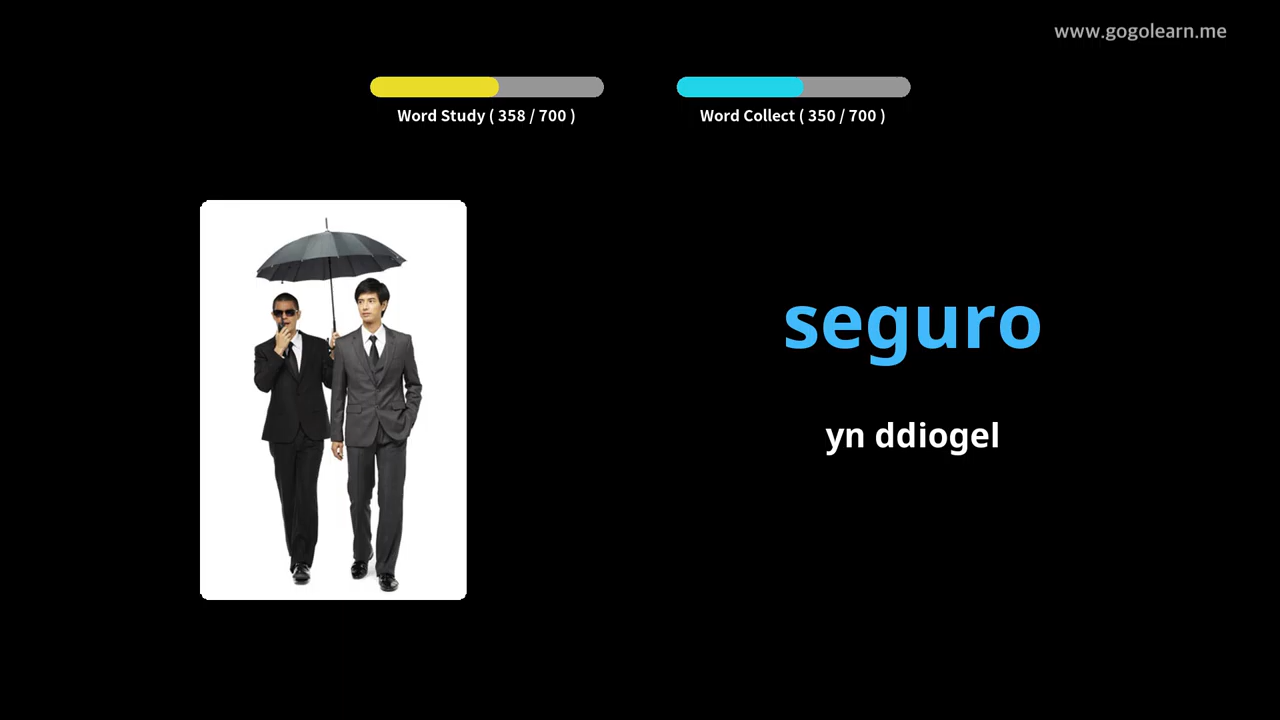 www.gogolearn.me
Word Study ( 358 / 700 )
Word Collect ( 350 / 700 )
seguro
yn ddiogel